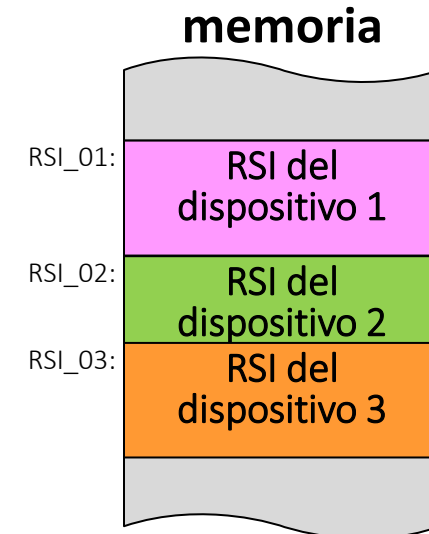 memoria
RSI_01:
RSI del
dispositivo 1
RSI_02:
RSI del
dispositivo 2
RSI_03:
RSI del
dispositivo 3